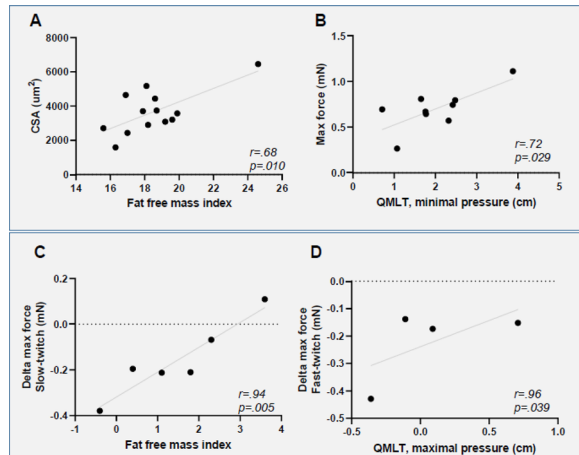 A
B
8000
6000
4000
2000
0
CSA (um²)
14 16 18 20 22 24 26
Fat free mass index
r=.68
p=.010
1.5
1.0
0.5
0.0
Max force (mN)
0 1 2 3 4 5
QMLT, minimal pressure (cm)
r=.72
p=.029
C
D
0.2
0.0
-0.2
-0.4
Delta max force
Slow-twitch (mN)
-1 0 1 2 3 4
Fat free mass index
r=.94
p=.005
0.0
-0.1
-0.2
-0.3
-0.4
-0.5
Delta max force
Fast-twitch (mN)
-0.5 0.0 0.5 1.0
QMLT, maximal pressure (cm)
r=.96
p=.039